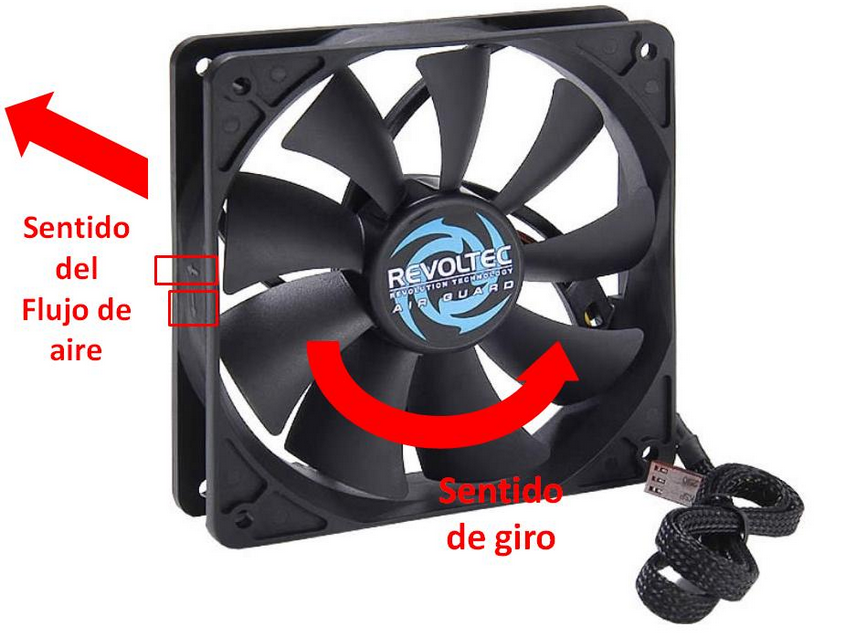 Sentido
del
Flujo de
aire
REVOLTEC
REVOLUTION TECHNOLOGY
AIR GUARD
Sentido
de giro